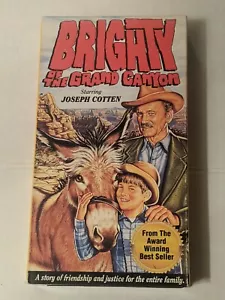 BRIGHTY
OF THE GRAND CANYON
Starring
JOSEPH COTTEN
From The
Award
Winning
Best Seller
A story of friendship and justice for the entire family.